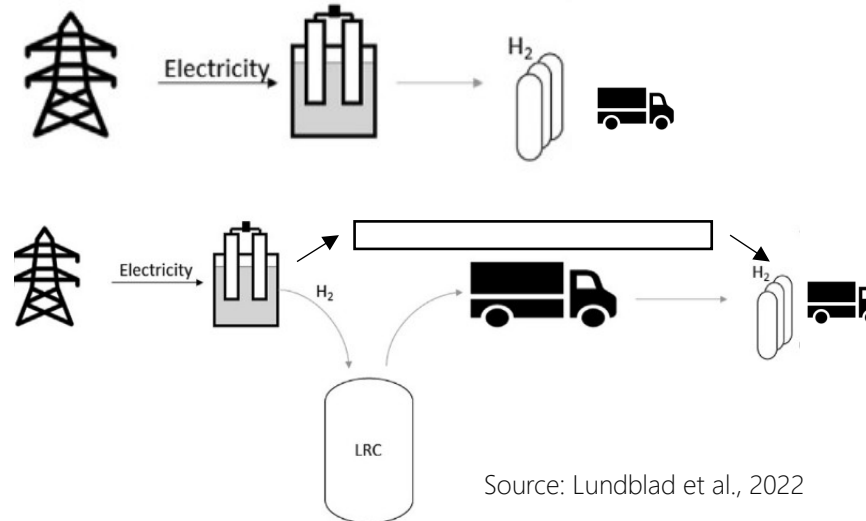 Electricity
H₂
Electricity
H₂
H₂
LRC
Source: Lundblad et al., 2022